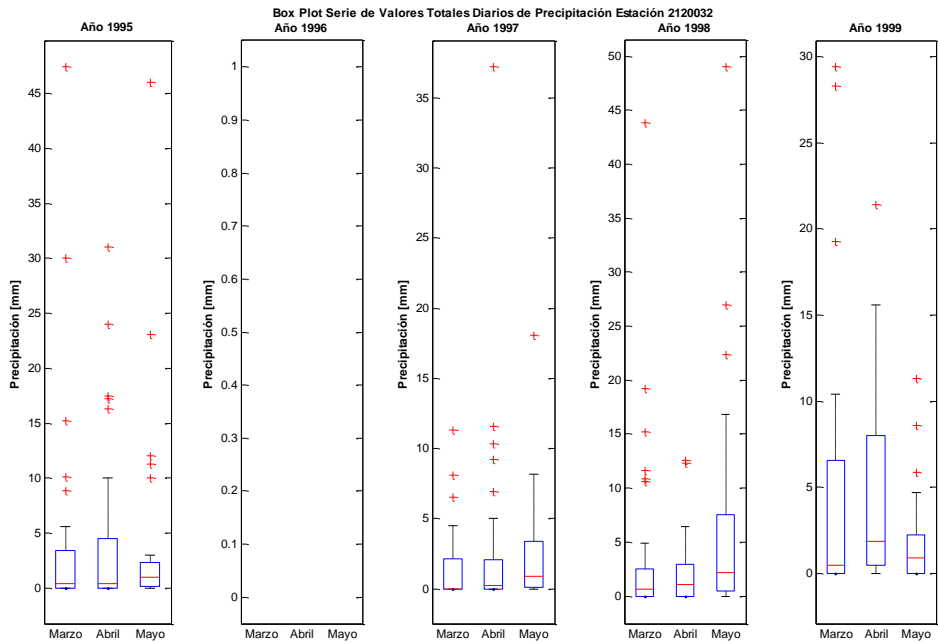 Box Plot Serie de Valores Totales Diarios de Precipitación Estación 2120032
Año 1995
Año 1996
Año 1997
Año 1998
Año 1999
Precipitación [mm]
45
40
35
30
25
20
15
10
5
0
Marzo Abril Mayo
Precipitación [mm]
1
0.9
0.8
0.7
0.6
0.5
0.4
0.3
0.2
0.1
0
Marzo Abril Mayo
Precipitación [mm]
35
30
25
20
15
10
5
0
Marzo Abril Mayo
Precipitación [mm]
50
45
40
35
30
25
20
15
10
5
0
Marzo Abril Mayo
Precipitación [mm]
30
25
20
15
10
5
0
Marzo Abril Mayo